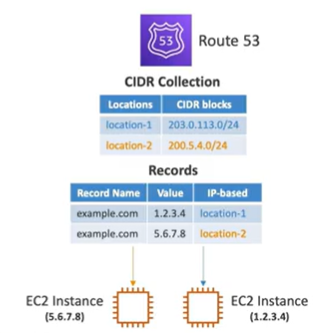 53
Route 53
CIDR Collection
Locations CIDR blocks
location-1 203.0.113.0/24
location-2 200.5.4.0/24
Records
Record Name Value IP-based
example.com 1.2.3.4 location-1
example.com 5.6.7.8 location-2
EC2 Instance
(5.6.7.8)
EC2 Instance
(1.2.3.4)